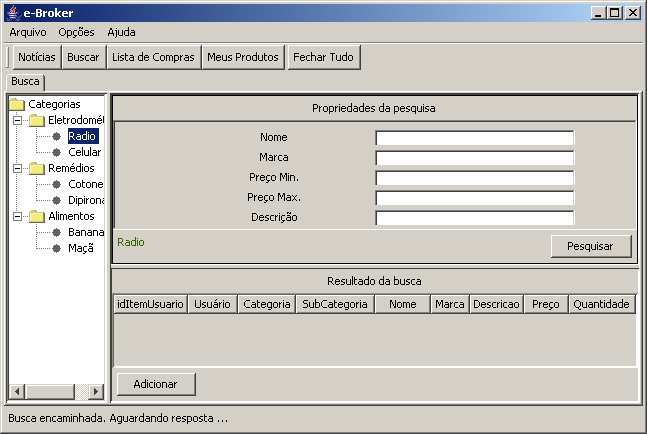 e-Broker
Arquivo Opções Ajuda
Notícias Buscar Lista de Compras Meus Produtos Fechar Tudo
Busca
Categorias
Eletrodomét
Radio
Celular
Remédios
Cotone
Dipirona
Alimentos
Banana
Maçã
Propriedades da pesquisa
Nome
Marca
Preço Min.
Preço Max.
Descrição
Radio
Pesquisar
Resultado da busca
idItemUsuario Usuário Categoria SubCategoria Nome Marca Descricao Preço Quantidade
Adicionar
Busca encaminhada. Aguardando resposta ...